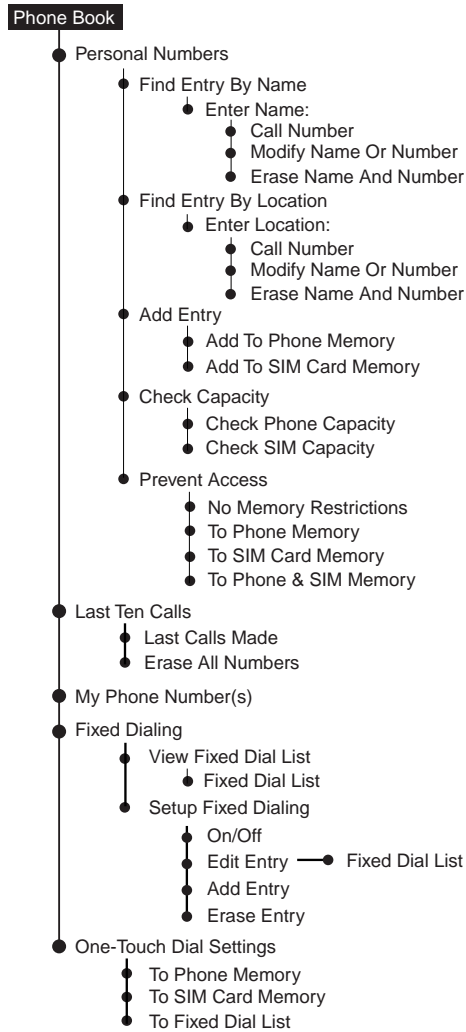 Phone Book
Personal Numbers
Find Entry By Name
Enter Name:
Call Number
Modify Name Or Number
Erase Name And Number
Find Entry By Location
Enter Location:
Call Number
Modify Name Or Number
Erase Name And Number
Add Entry
Add To Phone Memory
Add To SIM Card Memory
Check Capacity
Check Phone Capacity
Check SIM Capacity
Prevent Access
No Memory Restrictions
To Phone Memory
To SIM Card Memory
To Phone & SIM Memory
Last Ten Calls
Last Calls Made
Erase All Numbers
My Phone Number(s)
Fixed Dialing
View Fixed Dial List
Fixed Dial List
Setup Fixed Dialing
On/Off
Edit Entry Fixed Dial List
Add Entry
Erase Entry
One-Touch Dial Settings
To Phone Memory
To SIM Card Memory
To Fixed Dial List